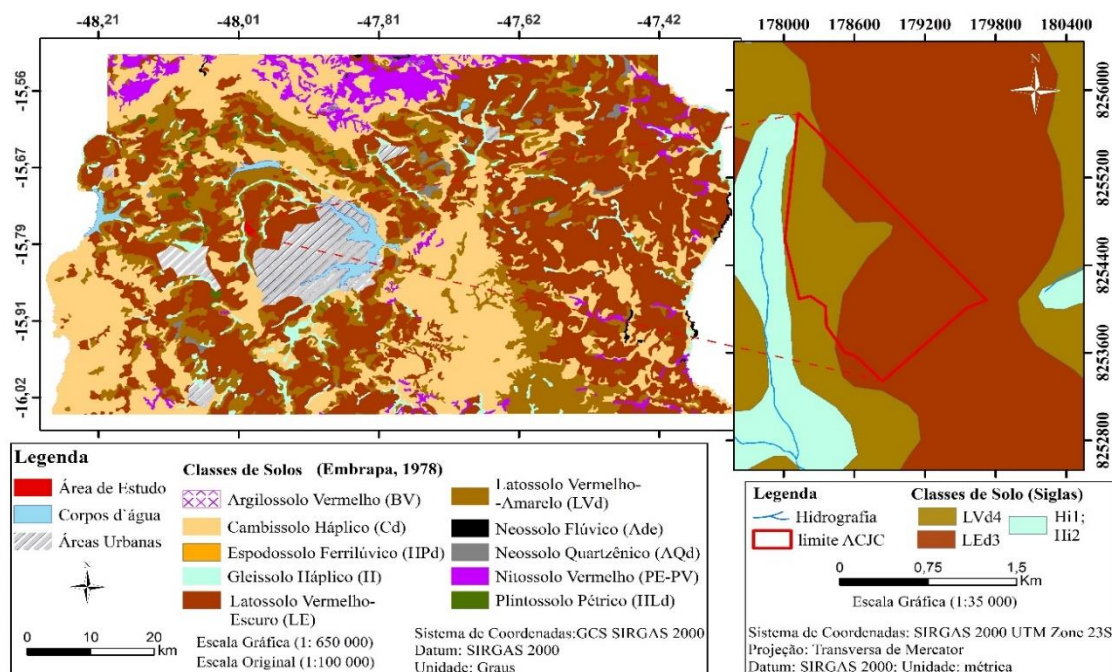 -48,21 -48,01 -47,81 -47,62 -47,42
-15,56
-15,67
-15,79
-15,91
-16,02
178000 178600 179200 179800 180400
8256000
8255200
8254400
8253600
8252800
N
Legenda
Área de Estudo
Corpos d`água
Áreas Urbanas
0 10 20
km
Classes de Solos (Embrapa, 1978)
Argilossolo Vermelho (BV)
Cambissolo Háplico (Cd)
Espodossolo Ferrilúvico (HPd)
Gleissolo Háplico (H)
Latossolo Vermelho-
Escuro (LE)
Latossolo Vermelho-
-Amarelo (LVd)
Neossolo Flúvico (Ade)
Neossolo Quartzênico (AQd)
Nitossolo Vermelho (PE-PV)
Plintossolo Pétrico (HLd)
Escala Gráfica (1: 650 000)
Escala Original (1:100 000)
Sistema de Coordenadas:GCS SIRGAS 2000
Datum: SIRGAS 2000
Unidade: Graus
Legenda
Hidrografia
limite ACJC
Classes de Solo (Siglas)
LVd4
LEd3
Hi1;
Hi2
0 0,75 1,5
Km
Escala Gráfica (1:35 000)
Sistema de Coordenadas: SIRGAS 2000 UTM Zone 23S
Projeção: Transversa de Mercator
Datum: SIRGAS 2000; Unidade: métrica